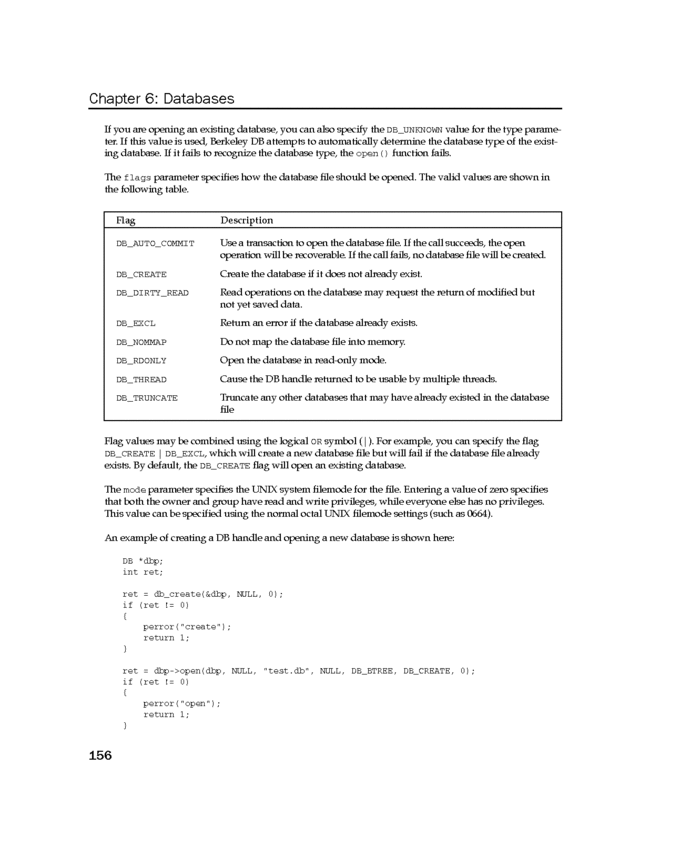 Chapter 6: Databases
If you are opening an existing database, you can also specify the DB_UNKNOWN value for the type parame-
ter. If this value is used, Berkeley DB attempts to automatically determine the database type of the exist-
ing database. If it fails to recognize the database type, the open() function fails.
The flags parameter specifies how the database file should be opened. The valid values are shown in
the following table.
Flag Description
DB_AUTO_COMMIT Use a transaction to open the database file. If the call succeeds, the open
operation will be recoverable. If the call fails, no database file will be created.
DB_CREATE Create the database if it does not already exist.
DB_DIRTY_READ Read operations on the database may request the return of modified but
not yet saved data.
DB_EXCL Return an error if the database already exists.
DB_NOMMAP Do not map the database file into memory.
DB_RDONLY Open the database in read-only mode.
DB_THREAD Cause the DB handle returned to be usable by multiple threads.
DB_TRUNCATE Truncate any other databases that may have already existed in the database
file
Flag values may be combined using the logical OR symbol (|). For example, you can specify the flag
DB_CREATE | DB_EXCL, which will create a new database file but will fail if the database file already
exists. By default, the DB_CREATE flag will open an existing database.
The mode parameter specifies the UNIX system filemode for the file. Entering a value of zero specifies
that both the owner and group have read and write privileges, while everyone else has no privileges.
This value can be specified using the normal octal UNIX filemode settings (such as 0664).
An example of creating a DB handle and opening a new database is shown here:
DB *dbp;
int ret;
ret = db_create(&dbp, NULL, 0);
if (ret != 0)
{
perror("create");
return 1;
}
ret = dbp->open(dbp, NULL, "test.db", NULL, DB_BTREE, DB_CREATE, 0);
if (ret != 0)
{
perror("open");
return 1;
}
156